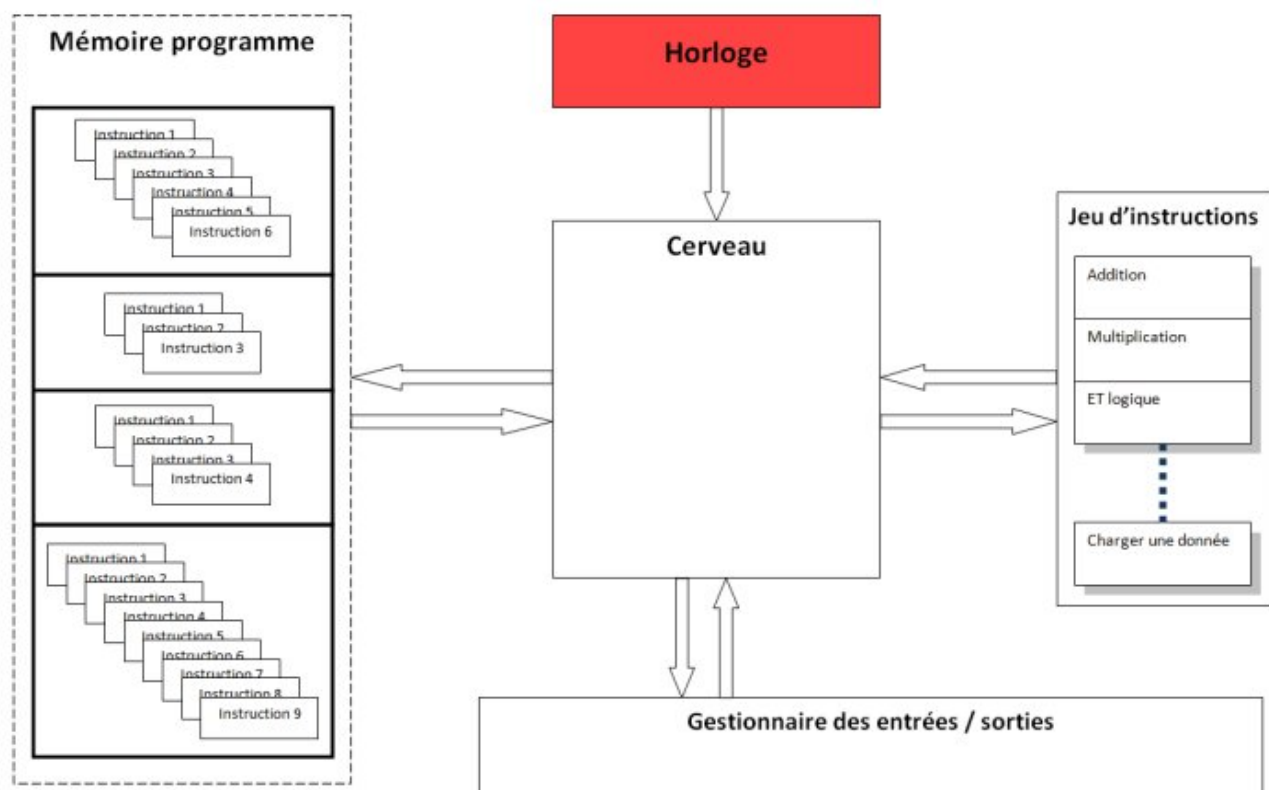 Mémoire programme
Instruction 1
Instruction 2
Instruction 3
Instruction 4
Instruction 5
Instruction 6
Instruction 1
Instruction 2
Instruction 3
Instruction 1
Instruction 2
Instruction 3
Instruction 4
Instruction 1
Instruction 2
Instruction 3
Instruction 4
Instruction 5
Instruction 6
Instruction 7
Instruction 8
Instruction 9
Horloge
Cerveau
Jeu d’instructions
Addition
Multiplication
ET logique
Charger une donnée
Gestionnaire des entrées / sorties